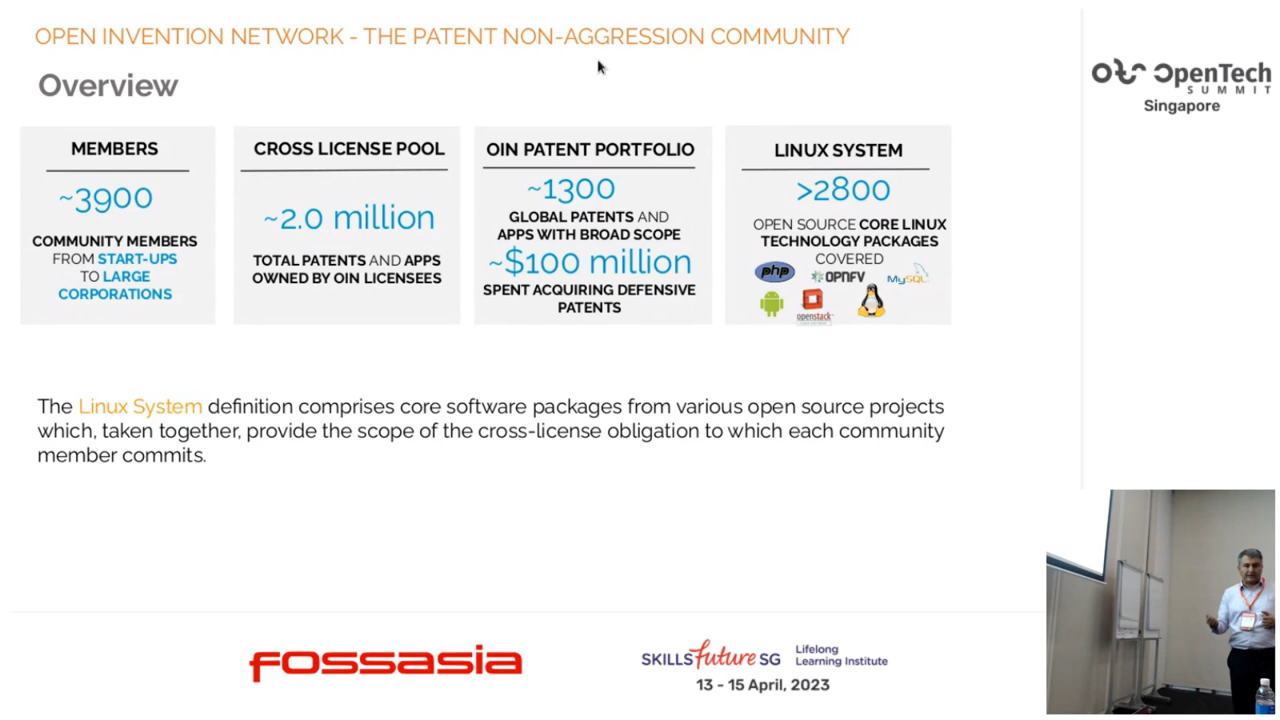 OPEN INVENTION NETWORK - THE PATENT NON-AGGRESSION COMMUNITY
Overview
MEMBERS
~3900
COMMUNITY MEMBERS
FROM START-UPS
TO LARGE
CORPORATIONS
CROSS LICENSE POOL
~2.0 million
TOTAL PATENTS AND APPS
OWNED BY OIN LICENSEES
OIN PATENT PORTFOLIO
~1300
GLOBAL PATENTS AND
APPS WITH BROAD SCOPE
~$100 million
SPENT ACQUIRING DEFENSIVE
PATENTS
LINUX SYSTEM
>2800
OPEN SOURCE CORE LINUX
TECHNOLOGY PACKAGES
COVERED
php
OPNFV
MySQL
openstack
The Linux System definition comprises core software packages from various open source projects
which, taken together, provide the scope of the cross-license obligation to which each community
member commits.
OpenTech
SUMMIT
Singapore
fossasia
SKILLSfuture SG
Lifelong
Learning Institute
13 - 15 April, 2023